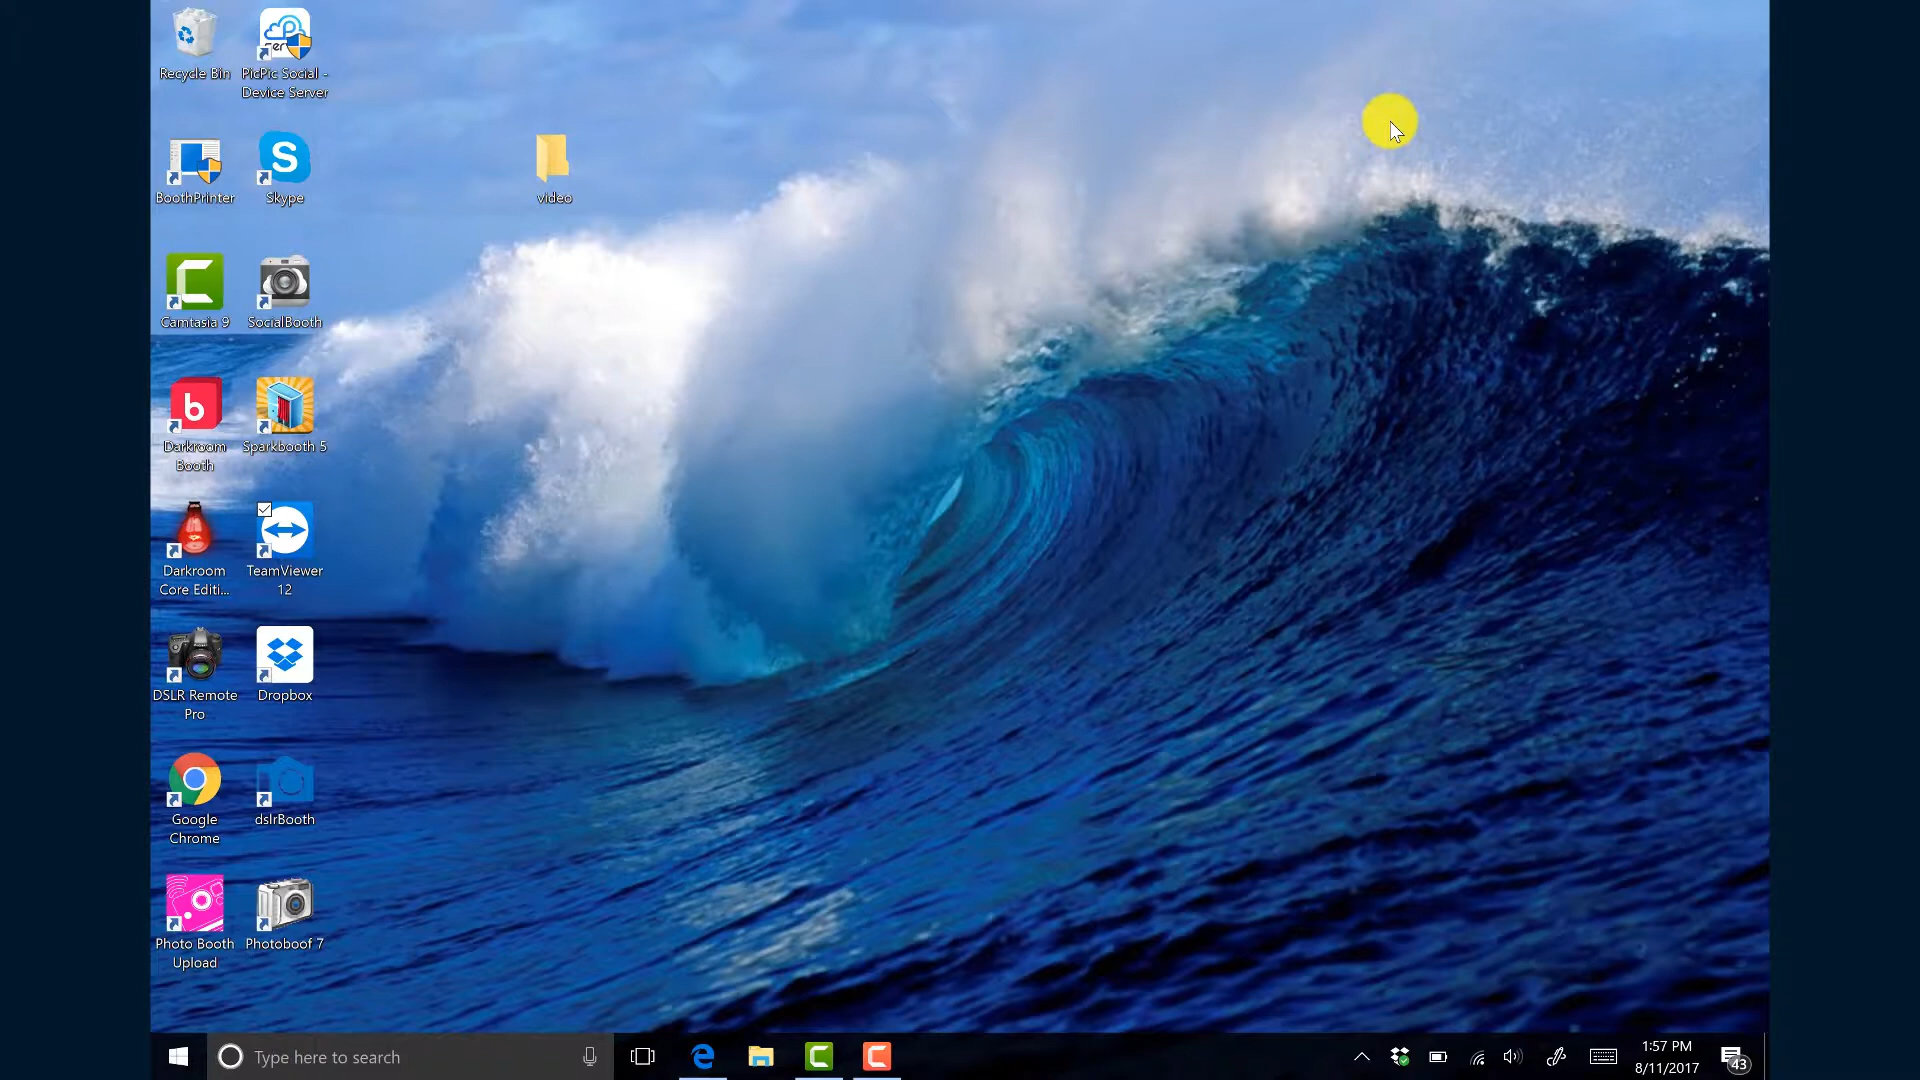 Recycle Bin
PicPic Social -
Device Server
BoothPrinter
S
Skype
video
Camtasia 9
SocialBooth
b
Darkroom
Booth
Sparkbooth 5
Darkroom
Core Editi...
TeamViewer
12
DSLR Remote
Pro
Dropbox
Google
Chrome
dslrBooth
Photo Booth
Upload
Photoboof 7
Type here to search
1:57 PM
8/11/2017
43